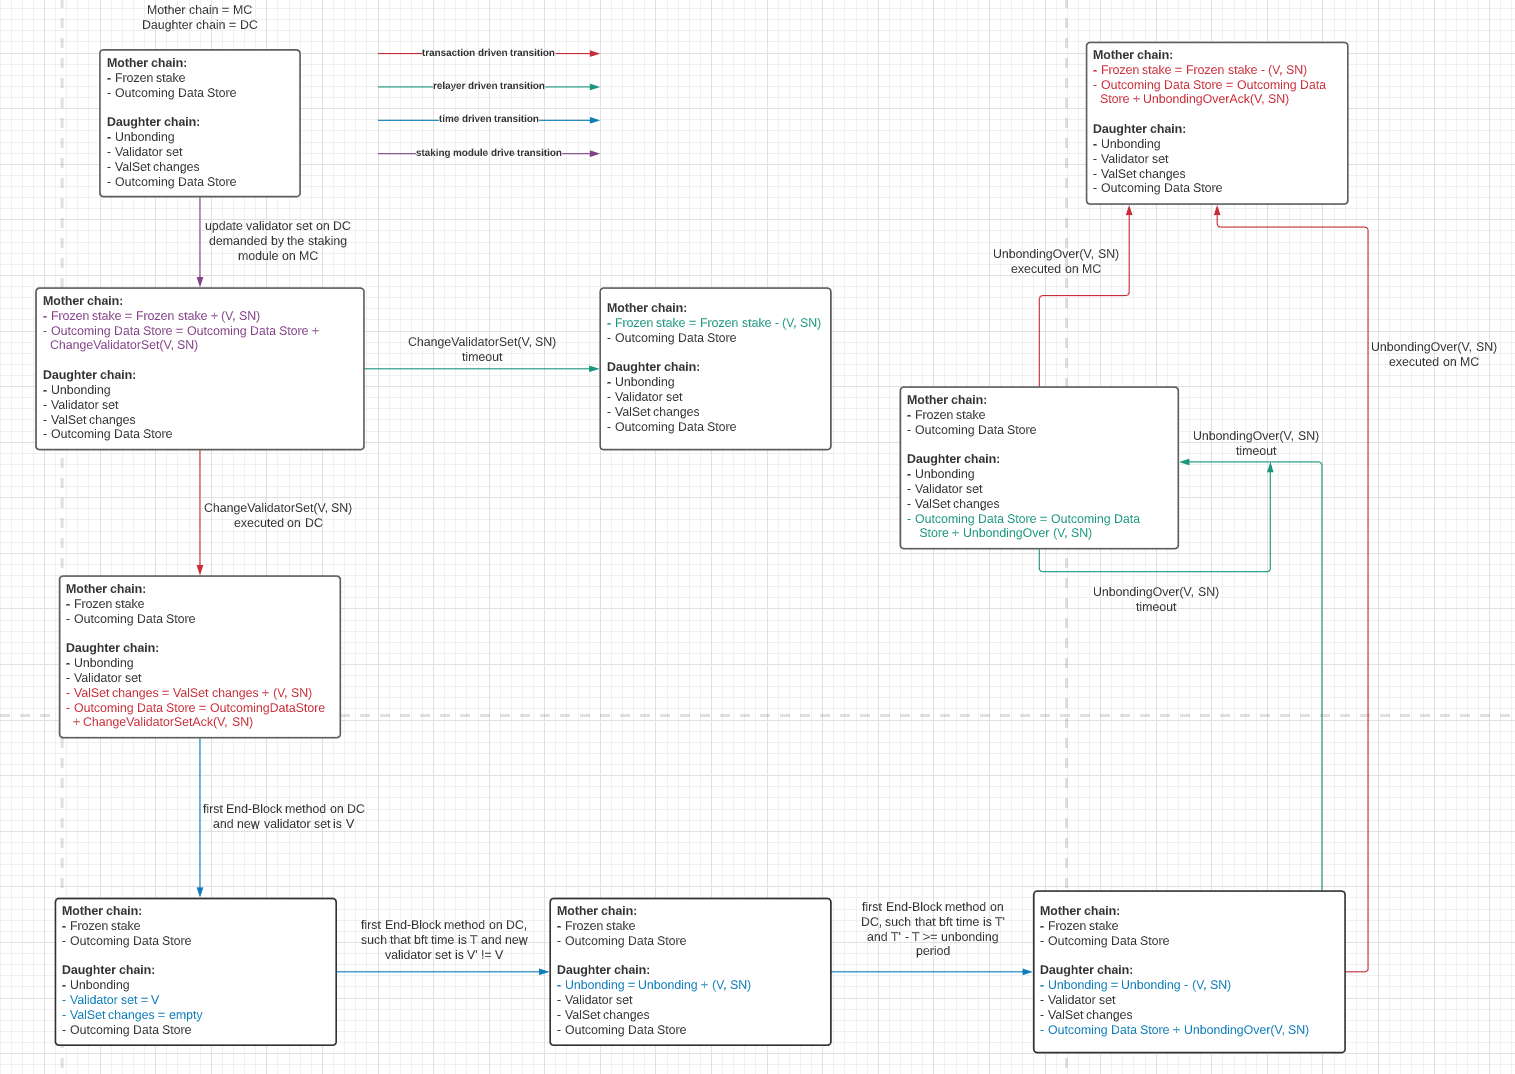 Mother chain = MC
Daughter chain = DC
Mother chain:
- Frozen stake
- Outcoming Data Store
Daughter chain:
- Unbonding
- Validator set
- ValSet changes
- Outcoming Data Store
transaction driven transition
relayer driven transition
time driven transition
staking module drive transition
update validator set on DC
demanded by the staking
module on MC
Mother chain:
- Frozen stake = Frozen stake + (V, SN)
- Outcoming Data Store = Outcoming Data Store +
ChangeValidatorSet(V, SN)
Daughter chain:
- Unbonding
- Validator set
- ValSet changes
- Outcoming Data Store
ChangeValidatorSet(V, SN)
timeout
Mother chain:
- Frozen stake = Frozen stake - (V, SN)
- Outcoming Data Store
Daughter chain:
- Unbonding
- Validator set
- ValSet changes
- Outcoming Data Store
ChangeValidatorSet(V, SN)
executed on DC
Mother chain:
- Frozen stake
- Outcoming Data Store
Daughter chain:
- Unbonding
- Validator set
- ValSet changes = ValSet changes + (V, SN)
- Outcoming Data Store = OutcomingDataStore
+ ChangeValidatorSetAck(V, SN)
first End-Block method on DC
and new validator set is V
Mother chain:
- Frozen stake
- Outcoming Data Store
Daughter chain:
- Unbonding
- Validator set = V
- ValSet changes = empty
- Outcoming Data Store
first End-Block method on DC,
such that bft time is T and new
validator set is V' != V
Mother chain:
- Frozen stake
- Outcoming Data Store
Daughter chain:
- Unbonding = Unbonding + (V, SN)
- Validator set
- ValSet changes
- Outcoming Data Store
first End-Block method on
DC, such that bft time is T'
and T' - T >= unbonding
period
Mother chain:
- Frozen stake
- Outcoming Data Store
Daughter chain:
- Unbonding = Unbonding - (V, SN)
- Validator set
- ValSet changes
- Outcoming Data Store + UnbondingOver(V, SN)
UnbondingOver(V, SN)
timeout
Mother chain:
- Frozen stake
- Outcoming Data Store
Daughter chain:
- Unbonding
- Validator set
- ValSet changes
- Outcoming Data Store = Outcoming Data
Store + UnbondingOver (V, SN)
UnbondingOver(V, SN)
timeout
UnbondingOver(V, SN)
executed on MC
UnbondingOver(V, SN)
executed on MC
Mother chain:
- Frozen stake = Frozen stake - (V, SN)
- Outcoming Data Store = Outcoming Data
Store + UnbondingOverAck(V, SN)
Daughter chain:
- Unbonding
- Validator set
- ValSet changes
- Outcoming Data Store